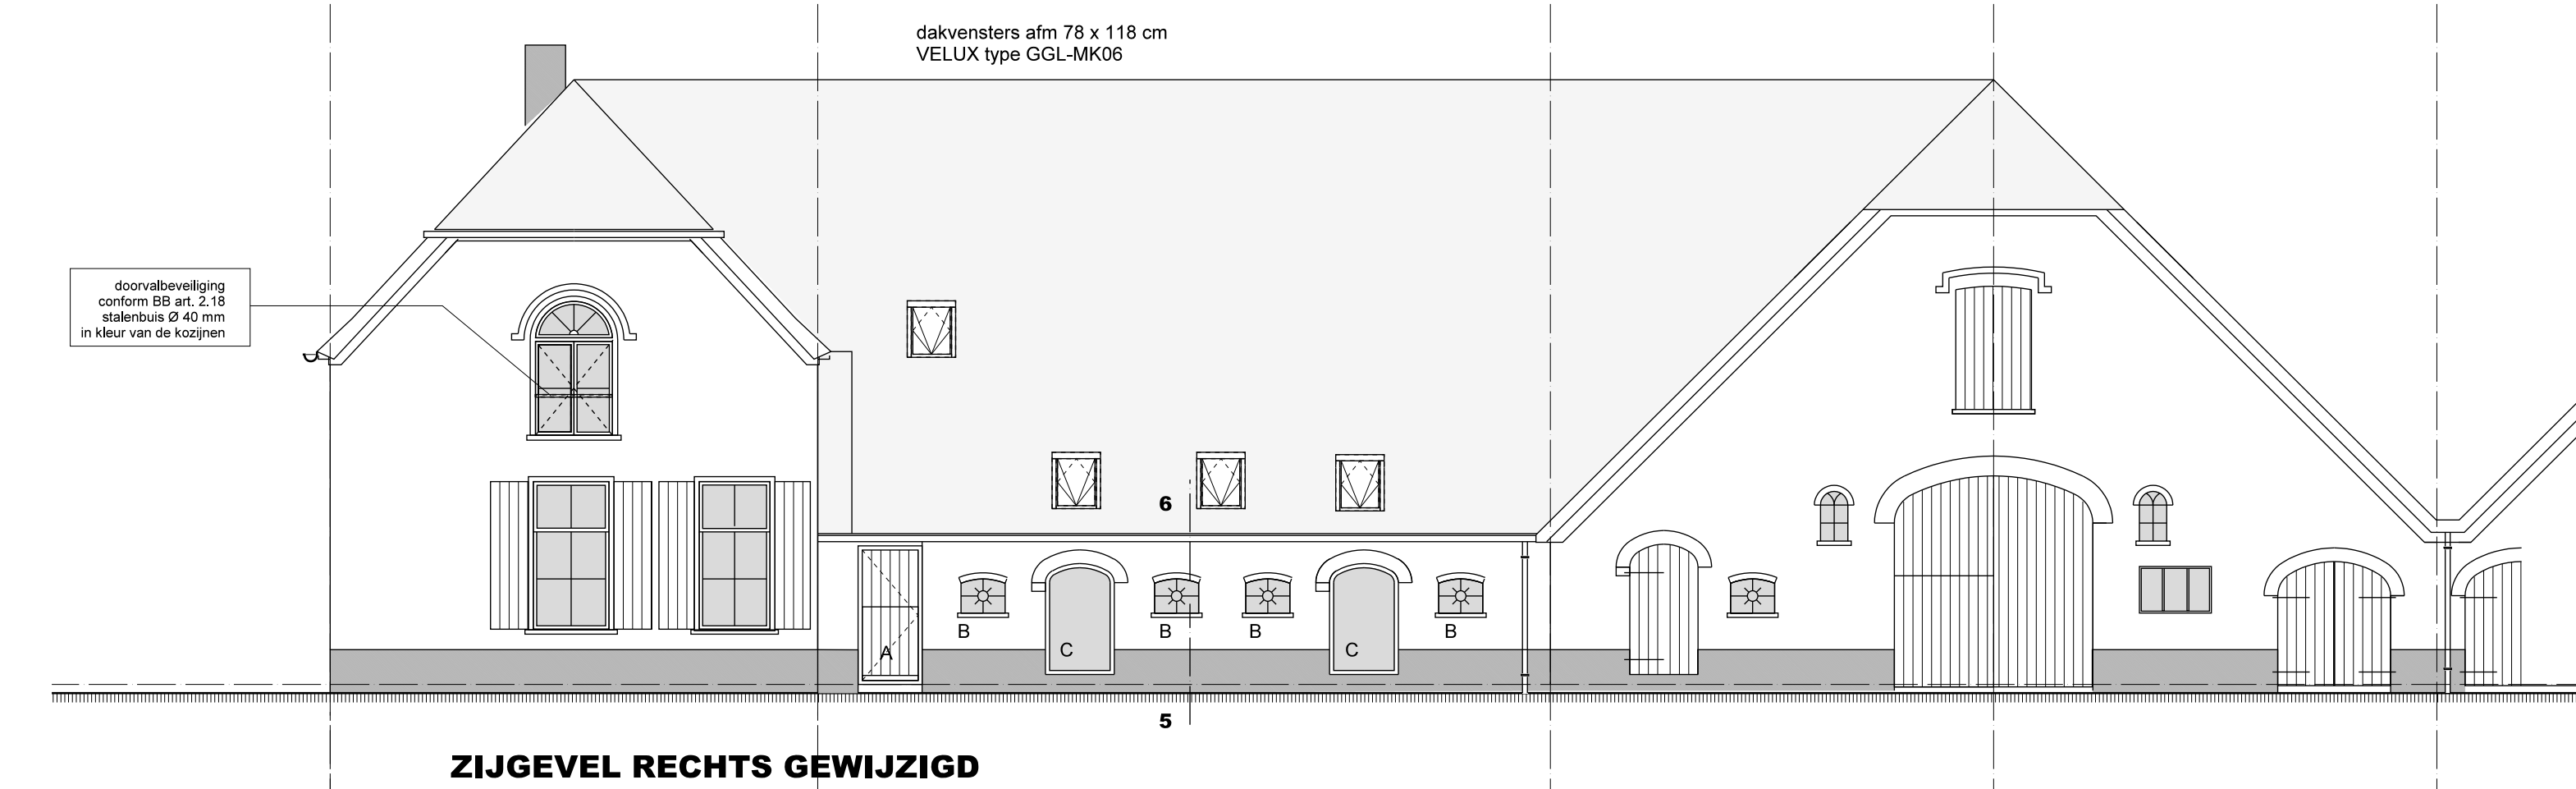 dakvensters afm 78 x 118 cm
VELUX type GGL-MK06
doorvalbeveiliging
conform BB art. 2.18
stalenbuis Ø 40 mm
in kleur van de kozijnen
6
A
B
C
B
B
C
B
5
ZIJGEVEL RECHTS GEWIJZIGD